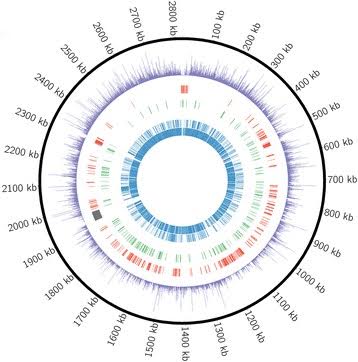 100 kb
200 kb
300 kb
400 kb
500 kb
600 kb
700 kb
800 kb
900 kb
1000 kb
1100 kb
1200 kb
1300 kb
1400 kb
1500 kb
1600 kb
1700 kb
1800 kb
1900 kb
2000 kb
2100 kb
2200 kb
2300 kb
2400 kb
2500 kb
2600 kb
2700 kb
2800 kb